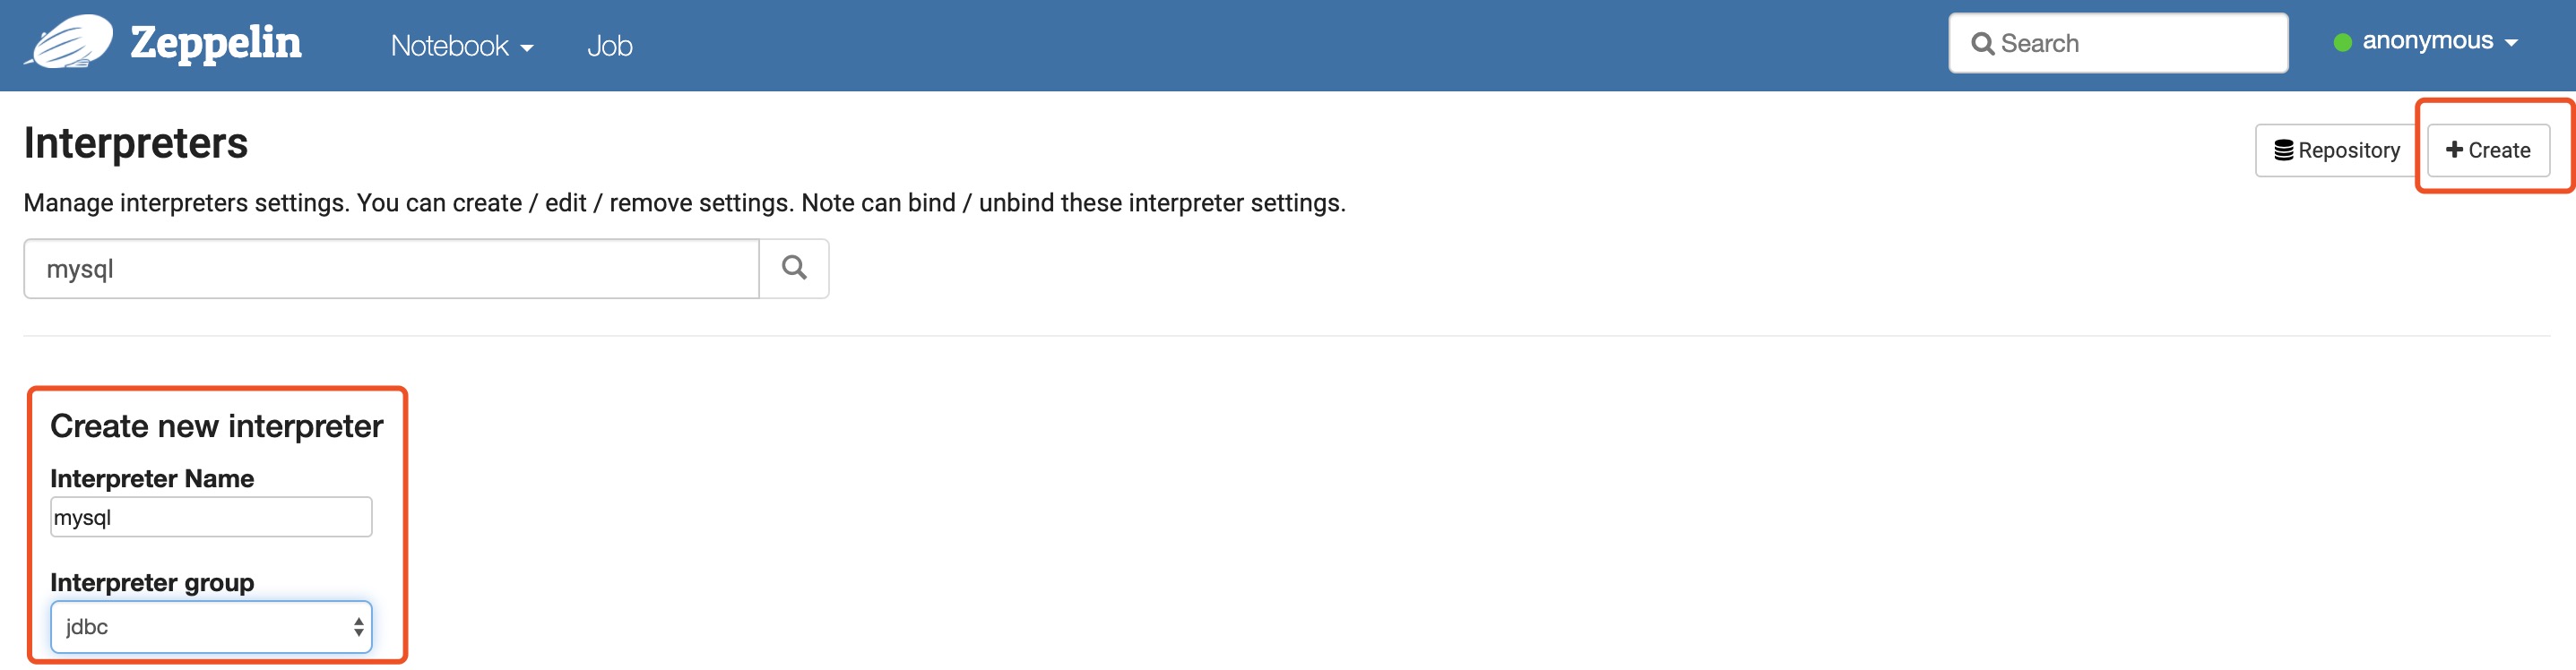 Zeppelin Notebook Job Search anonymous
Interpreters
Repository Create
Manage interpreters settings. You can create / edit / remove settings. Note can bind / unbind these interpreter settings.
mysql
Create new interpreter
Interpreter Name
mysql
Interpreter group
jdbc